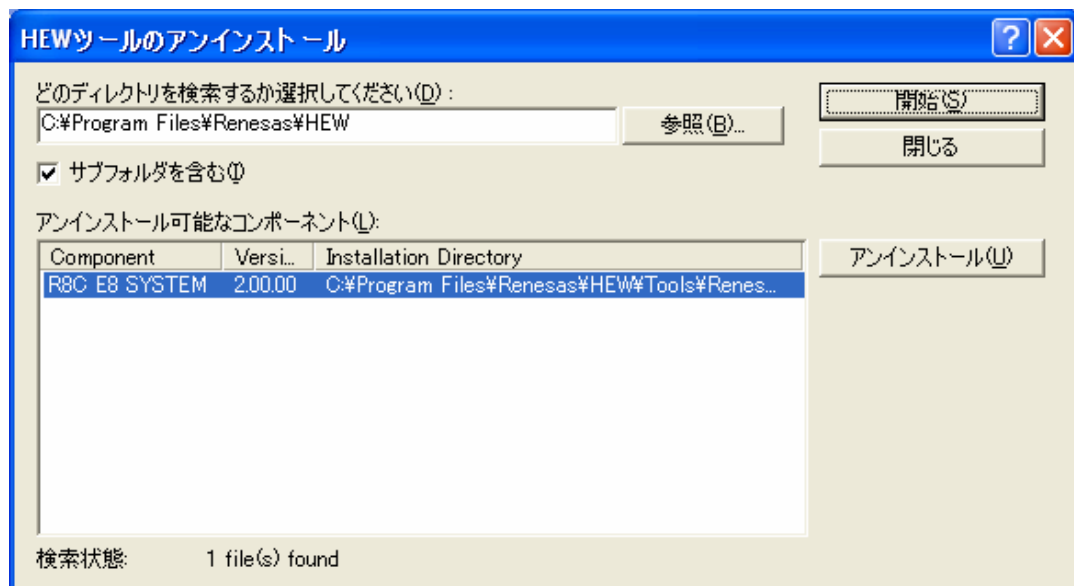 HEWツールのアンインストール
どのディレクトリを検索するか選択してください(D) :
C:¥Program Files¥Renesas¥HEW
参照(B)...
開始(S)
閉じる
サブフォルダを含む(I)
アンインストール可能なコンポーネント(L):
Component Versi... Installation Directory
R8C E8 SYSTEM 2.00.00 C:¥Program Files¥Renesas¥HEW¥Tools¥Renes...
アンインストール(U)
検索状態: 1 file(s) found